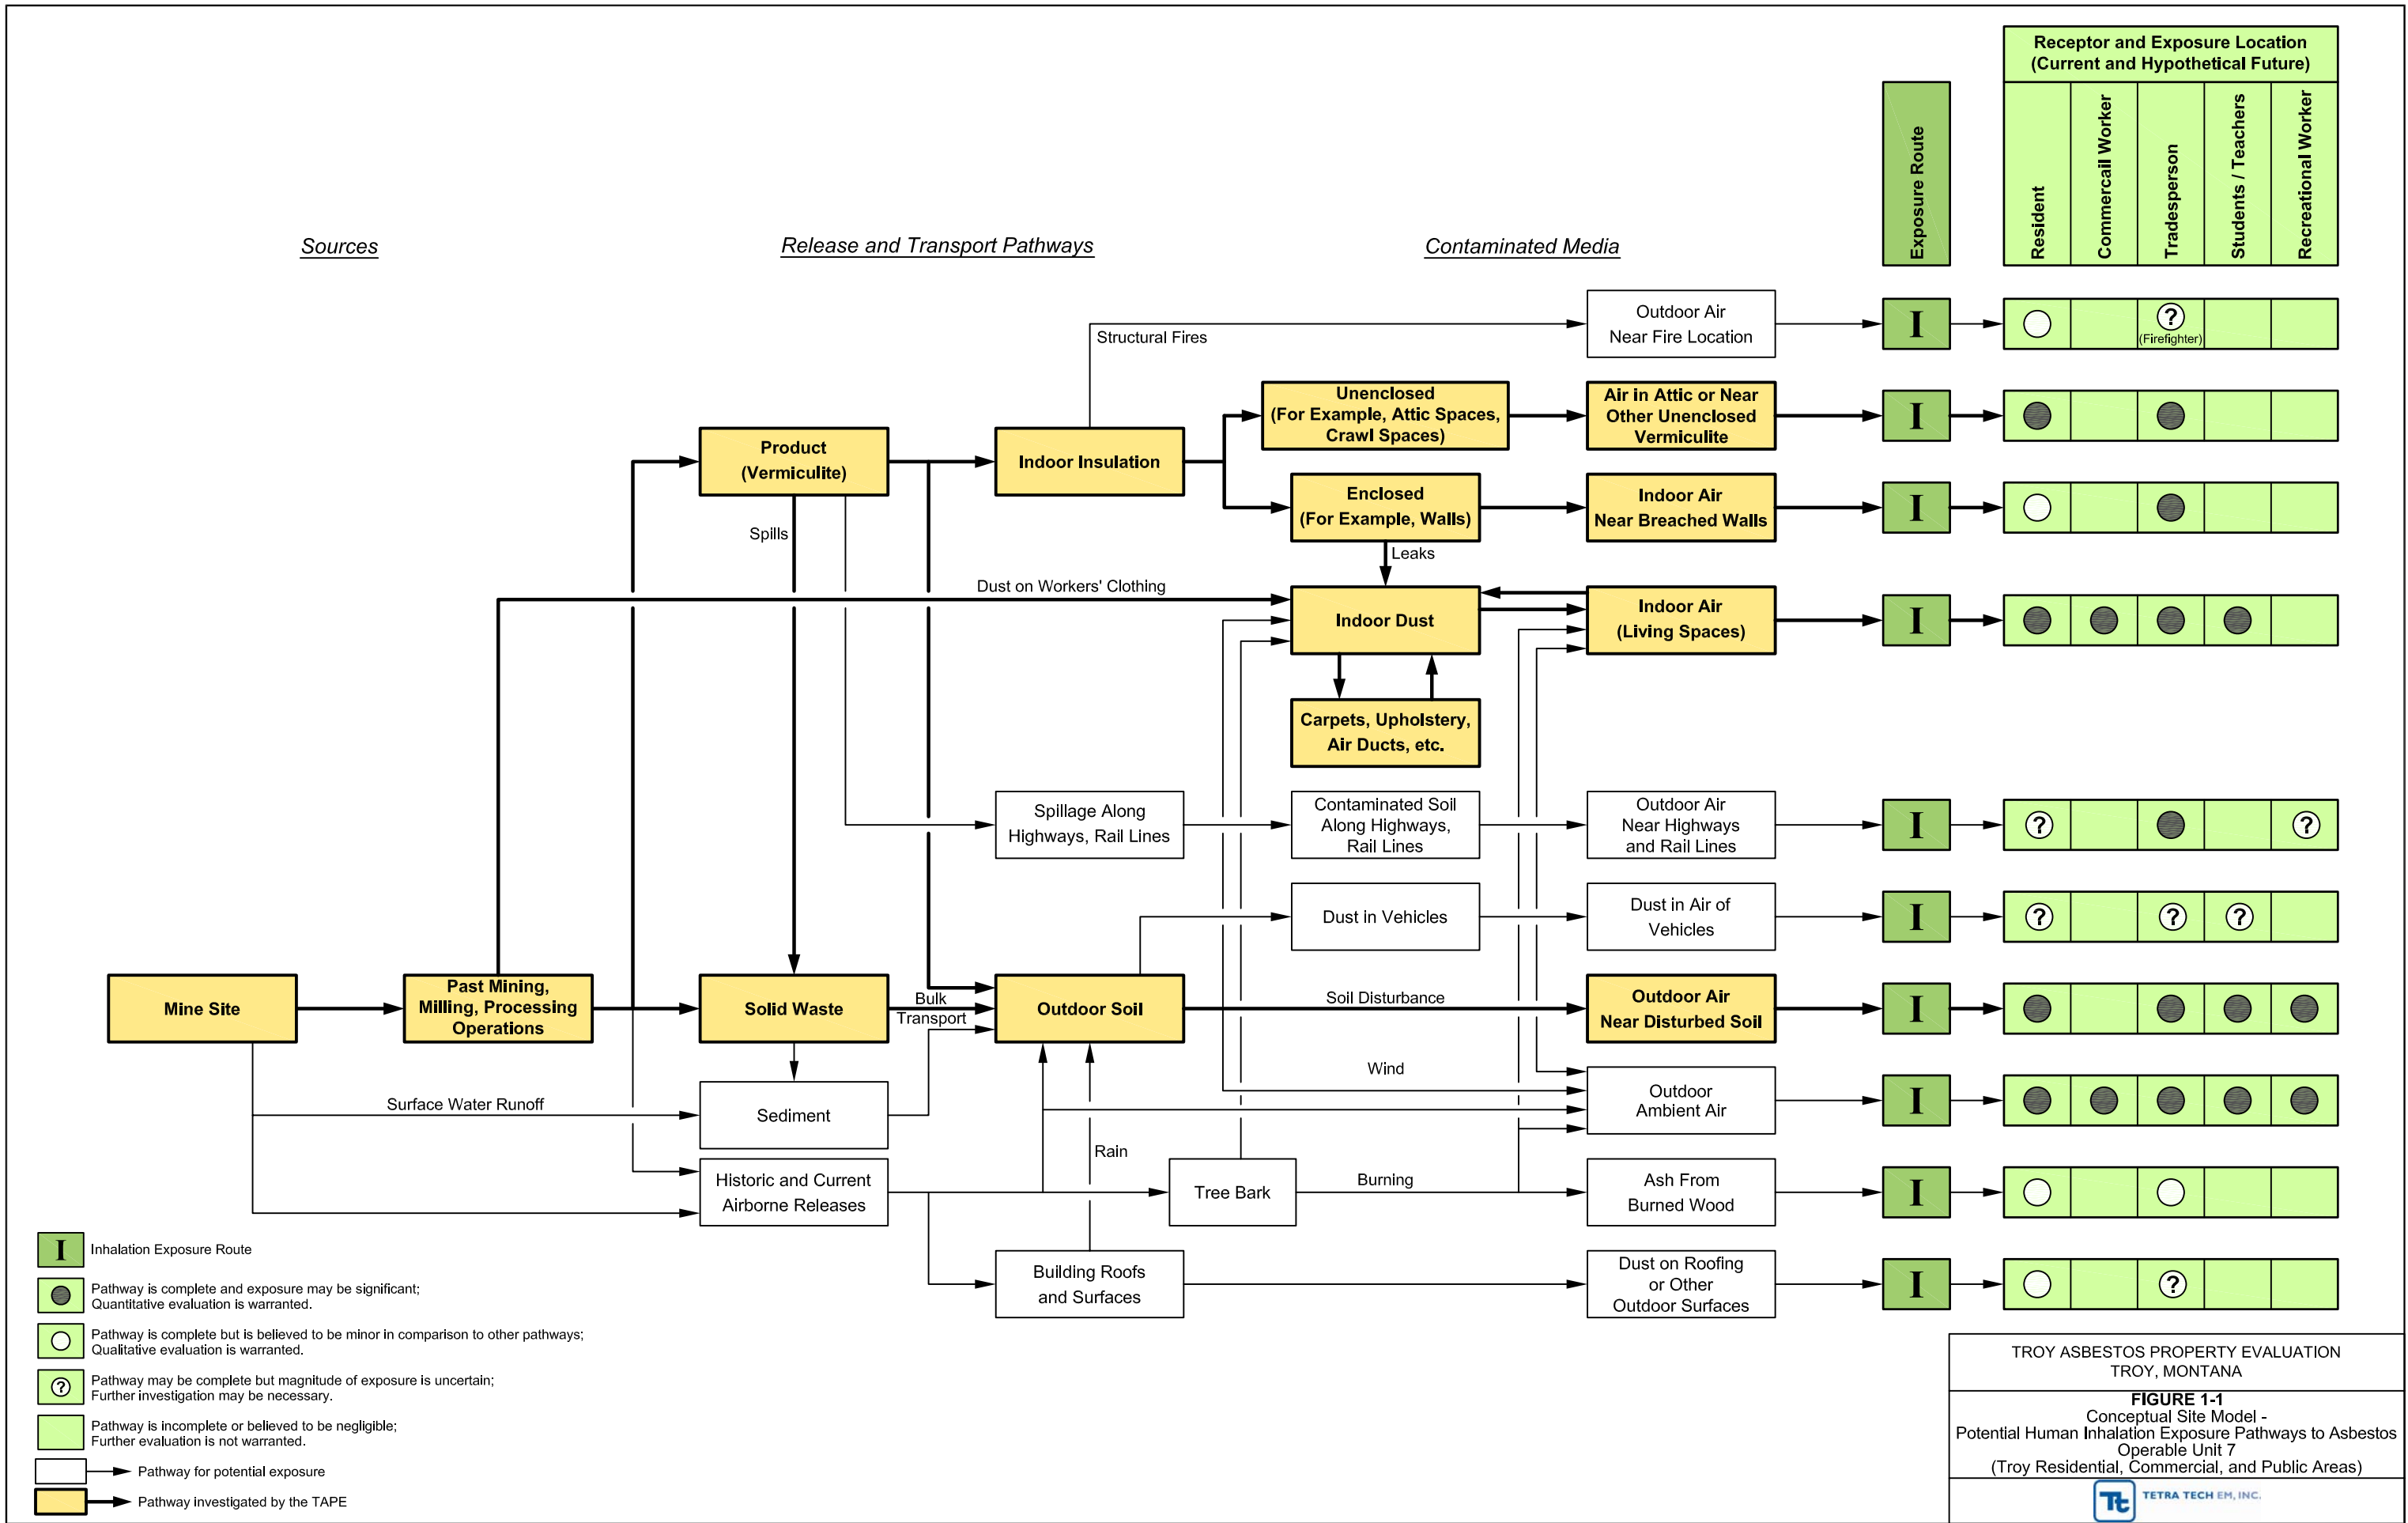 Receptor and Exposure Location
(Current and Hypothetical Future)
Exposure Route
Resident
Commercail Worker
Tradesperson
Students / Teachers
Recreational Worker
Sources
Release and Transport Pathways
Contaminated Media
Structural Fires
Outdoor Air
Near Fire Location
I
?
(Firefighter)
Unenclosed
(For Example, Attic Spaces,
Crawl Spaces)
Air in Attic or Near
Other Unenclosed
Vermiculite
I
Product
(Vermiculite)
Indoor Insulation
Enclosed
(For Example, Walls)
Indoor Air
Near Breached Walls
I
Spills
Leaks
Dust on Workers' Clothing
Indoor Dust
Indoor Air
(Living Spaces)
I
Carpets, Upholstery,
Air Ducts, etc.
Spillage Along
Highways, Rail Lines
Contaminated Soil
Along Highways,
Rail Lines
Outdoor Air
Near Highways
and Rail Lines
I
?
?
Dust in Vehicles
Dust in Air of
Vehicles
I
?
?
?
Mine Site
Past Mining,
Milling, Processing
Operations
Solid Waste
Bulk
Transport
Outdoor Soil
Soil Disturbance
Outdoor Air
Near Disturbed Soil
I
Wind
Surface Water Runoff
Sediment
Outdoor
Ambient Air
I
Rain
Historic and Current
Airborne Releases
Tree Bark
Burning
Ash From
Burned Wood
I
Building Roofs
and Surfaces
Dust on Roofing
or Other
Outdoor Surfaces
I
?
I
Inhalation Exposure Route
Pathway is complete and exposure may be significant;
Quantitative evaluation is warranted.
Pathway is complete but is believed to be minor in comparison to other pathways;
Qualitative evaluation is warranted.
?
Pathway may be complete but magnitude of exposure is uncertain;
Further investigation may be necessary.
Pathway is incomplete or believed to be negligible;
Further evaluation is not warranted.
Pathway for potential exposure
Pathway investigated by the TAPE
TROY ASBESTOS PROPERTY EVALUATION
TROY, MONTANA
FIGURE 1-1
Conceptual Site Model -
Potential Human Inhalation Exposure Pathways to Asbestos
Operable Unit 7
(Troy Residential, Commercial, and Public Areas)
Tt
TETRA TECH EM, INC.